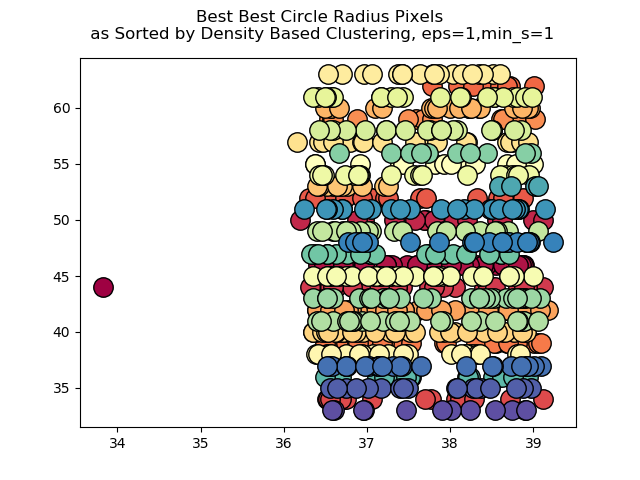 Best Best Circle Radius Pixels
as Sorted by Density Based Clustering, eps=1,min_s=1
60
55
50
45
40
35
34 35 36 37 38 39